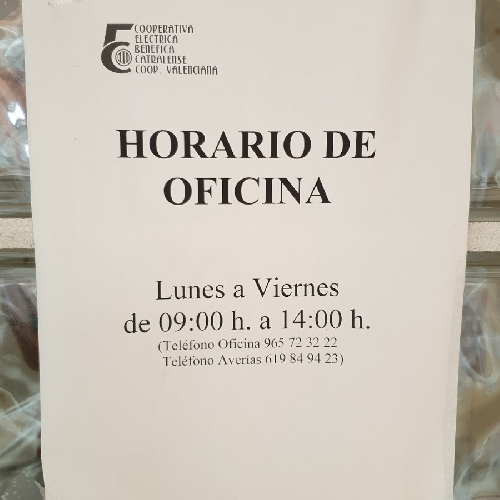 COOPERATIVA
ELECTRICA
BENEFICA
CATRALENSE
COOP. VALENCIANA
HORARIO DE
OFICINA
Lunes a Viernes
de 09:00 h. a 14:00 h.
(Teléfono Oficina 965 72 32 22
Teléfono Averías 619 84 94 23)